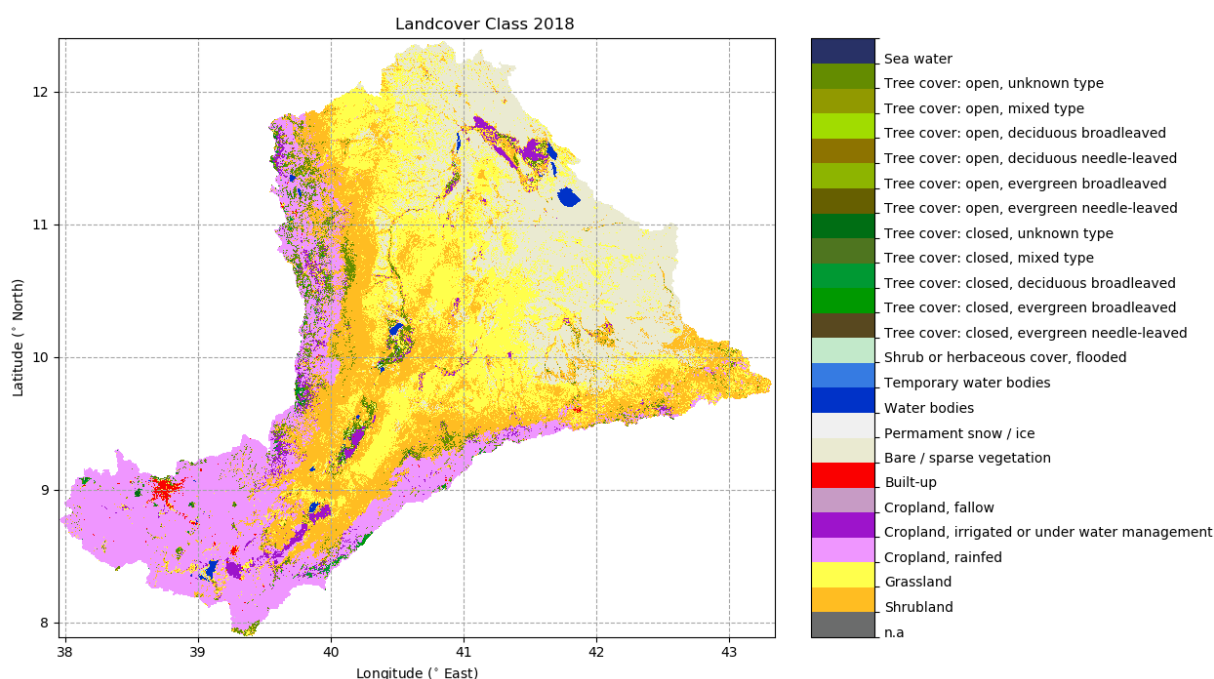 Landcover Class 2018
12
11
10
9
8
38
39
40
41
42
43
Latitude (° North)
Longitude (° East)
Sea water
Tree cover: open, unknown type
Tree cover: open, mixed type
Tree cover: open, deciduous broadleaved
Tree cover: open, deciduous needle-leaved
Tree cover: open, evergreen broadleaved
Tree cover: open, evergreen needle-leaved
Tree cover: closed, unknown type
Tree cover: closed, mixed type
Tree cover: closed, deciduous broadleaved
Tree cover: closed, evergreen broadleaved
Tree cover: closed, evergreen needle-leaved
Shrub or herbaceous cover, flooded
Temporary water bodies
Water bodies
Permament snow / ice
Bare / sparse vegetation
Built-up
Cropland, fallow
Cropland, irrigated or under water management
Cropland, rainfed
Grassland
Shrubland
n.a